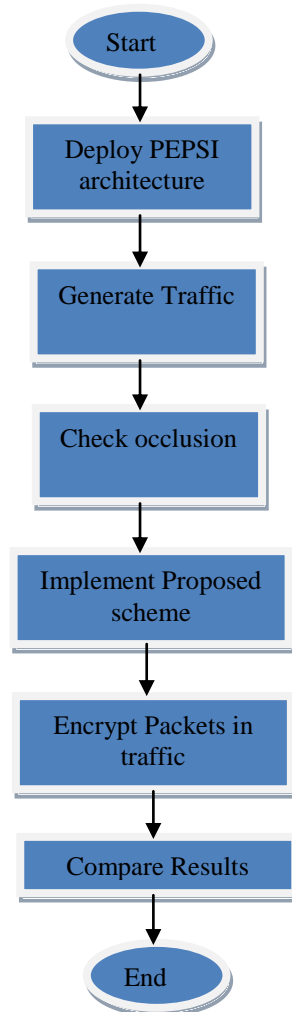 Start
Deploy PEPSI
architecture
Generate Traffic
Check occlusion
Implement Proposed
scheme
Encrypt Packets in
traffic
Compare Results
End